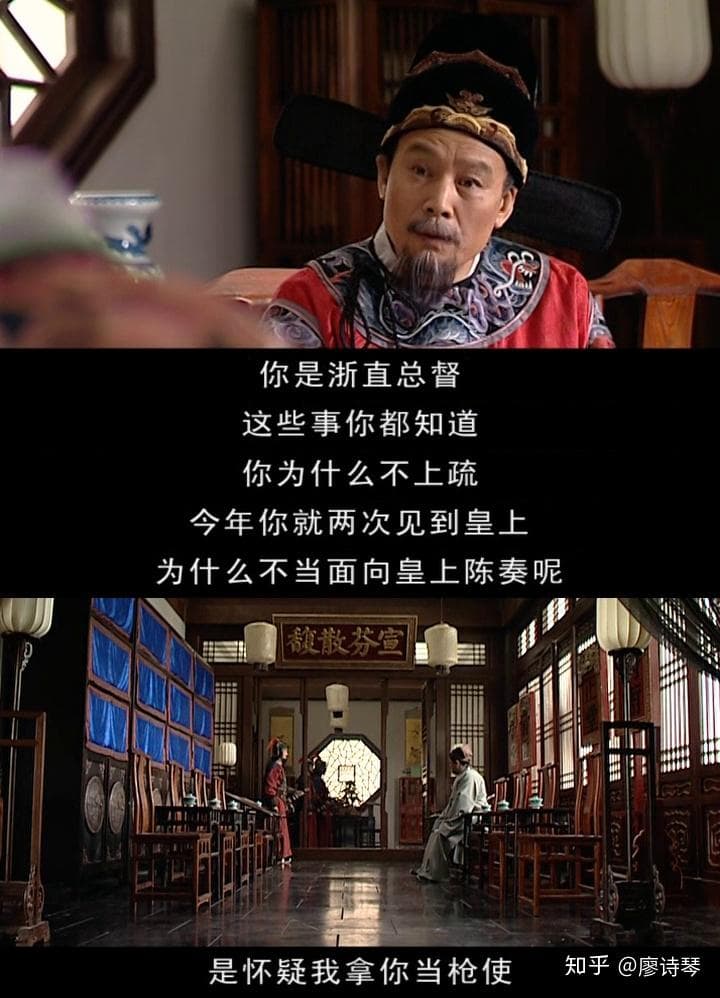 你是浙直总督
这些事你都知道
你为什么不上疏
今年你就两次见到皇上
为什么不当面向皇上陈奏呢
馥散芬宣
是怀疑我拿你当枪使
知乎 @廖诗琴